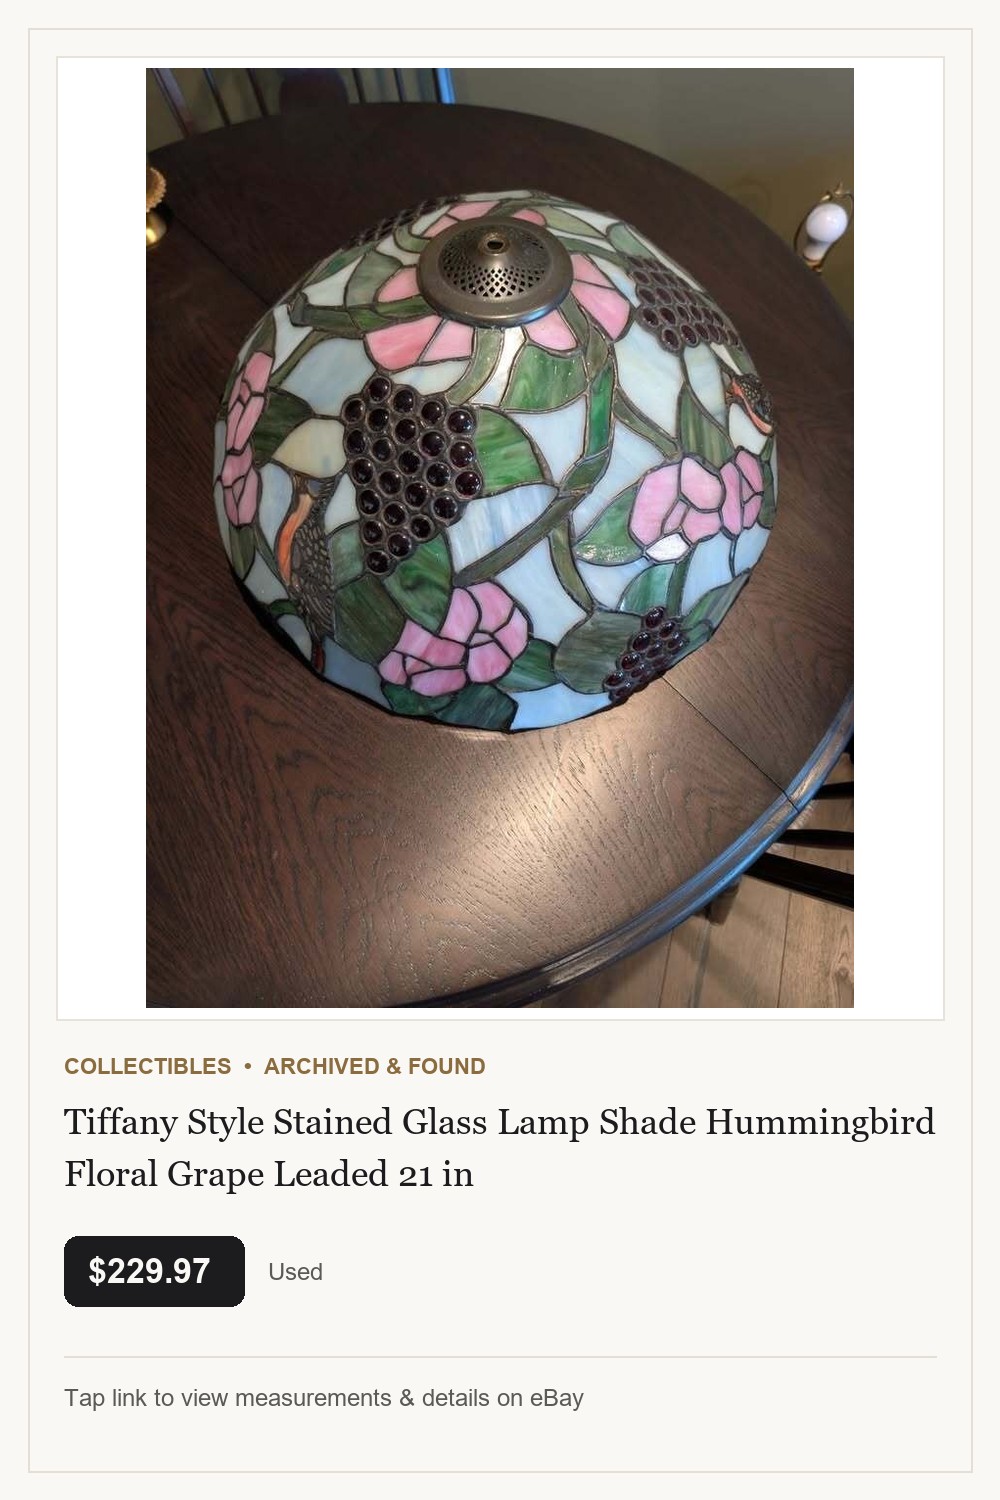 COLLECTIBLES • ARCHIVED & FOUND
Tiffany Style Stained Glass Lamp Shade Hummingbird
Floral Grape Leaded 21 in
$229.97
Used
Tap link to view measurements & details on eBay